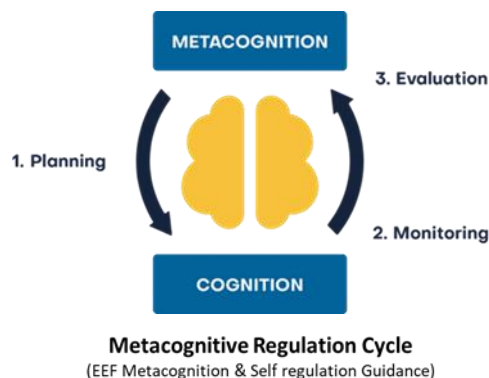 METACOGNITION
3. Evaluation
1. Planning
2. Monitoring
COGNITION
Metacognitive Regulation Cycle
(EEF Metacognition & Self regulation Guidance)